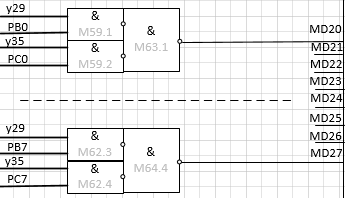 y29 & MD20
PB0 M59.1 &
y35 & M63.1 MD21
PC0 M59.2 MD22
MD23
MD24
MD25
y29 & MD26
PB7 M62.3 & MD27
y35 & M64.4
PC7 M62.4